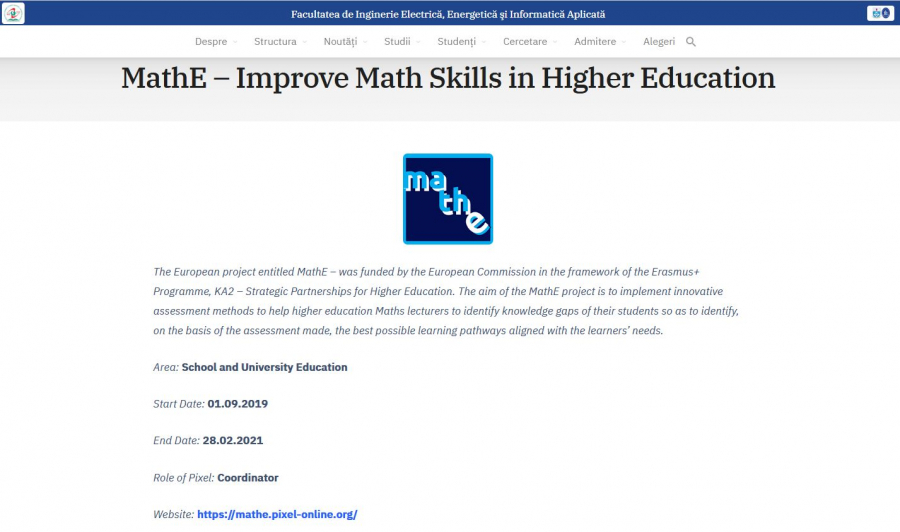 Facultatea de Inginerie Electrică, Energetică şi Informatică Aplicată
Despre Structura Noutăți Studii Studenți Cercetare Admitere Alegeri
MathE – Improve Math Skills in Higher Education
ma
th
e
The European project entitled MathE – was funded by the European Commission in the framework of the Erasmus+
Programme, KA2 – Strategic Partnerships for Higher Education. The aim of the MathE project is to implement innovative
assessment methods to help higher education Maths lecturers to identify knowledge gaps of their students so as to identify,
on the basis of the assessment made, the best possible learning pathways aligned with the learners’ needs.
Area: School and University Education
Start Date: 01.09.2019
End Date: 28.02.2021
Role of Pixel: Coordinator
Website: https://mathe.pixel-online.org/